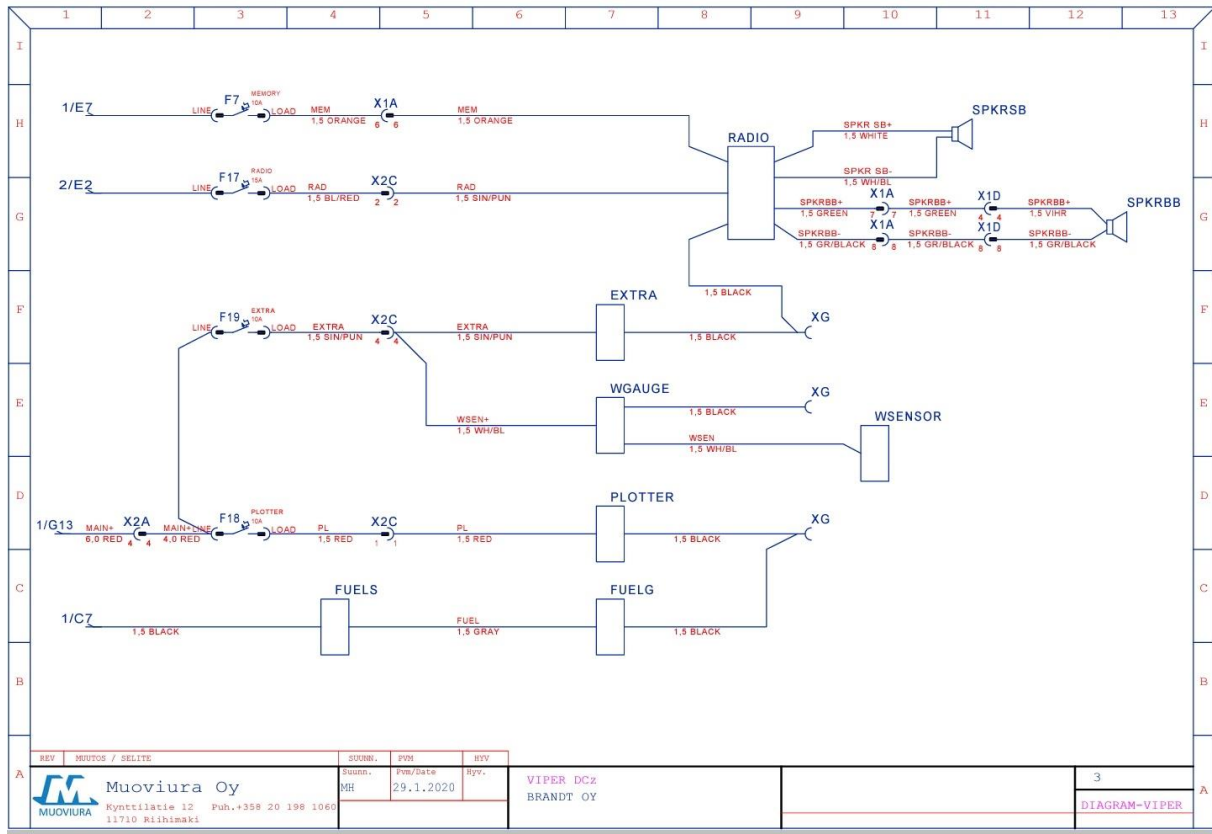 1 2 3 4 5 6 7 8 9 10 11 12 13
I I
H H
G G
F F
E E
D D
C C
B B
A A
1/E7 LINE F7 MEMORY 10A LOAD MEM X1A MEM
1,5 ORANGE 6 6 1,5 ORANGE
RADIO
SPKR SB+ SPKRSB
1,5 WHITE
SPKR SB-
1,5 WH/BL
2/E2 LINE F17 RADIO 15A LOAD RAD X2C RAD
1,5 BL/RED 2 2 1,5 SIN/PUN
SPKRBB+ X1A SPKRBB+ X1D SPKRBB+ SPKRBB
1,5 GREEN 7 7 1,5 GREEN 4 4 1,5 VIHR
SPKRBB- X1A SPKRBB- X1D SPKRBB-
1,5 GR/BLACK 8 8 1,5 GR/BLACK 8 8 1,5 GR/BLACK
1,5 BLACK
LINE F19 EXTRA 10A LOAD EXTRA X2C EXTRA EXTRA XG
1,5 SIN/PUN 4 4 1,5 SIN/PUN 1,5 BLACK
WGAUGE XG
1,5 BLACK
WSEN+ WSEN WSENSOR
1,5 WH/BL 1,5 WH/BL
1/G13 MAIN+ X2A MAIN+ LINE F18 PLOTTER 10A LOAD PL X2C PL PLOTTER XG
6,0 RED 4 4 4,0 RED 1,5 RED 1 1 1,5 RED 1,5 BLACK
1/C7 FUELS FUEL FUELG
1,5 BLACK 1,5 GRAY 1,5 BLACK
REV MUUTOS / SELITE SUUNN. PVM HYV
Suunn. Pvm/Date Hyv.
MH 29.1.2020
MUOVIURA
Muoviura Oy
Kynttilatie 12 Puh.+358 20 198 1060
11710 Riihimaki
VIPER DCz
BRANDT OY
3
DIAGRAM-VIPER